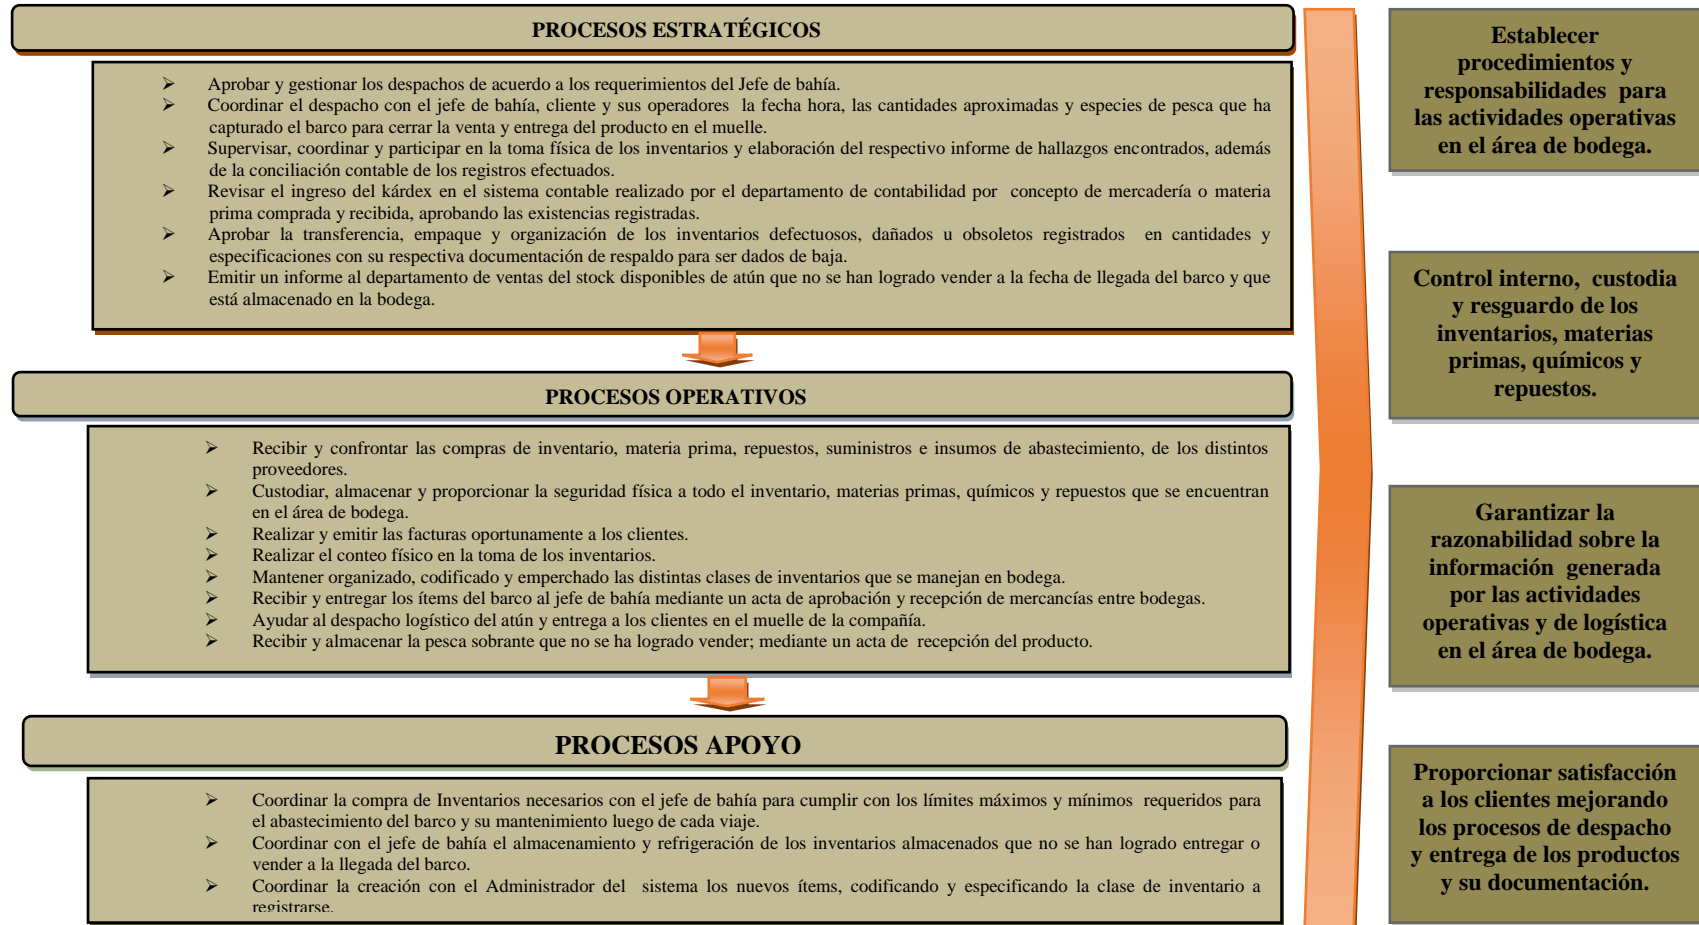 PROCESOS ESTRATÉGICOS
➢ Aprobar y gestionar los despachos de acuerdo a los requerimientos del Jefe de bahía.
➢ Coordinar el despacho con el jefe de bahía, cliente y sus operadores la fecha hora, las cantidades aproximadas y especies de pesca que ha
capturado el barco para cerrar la venta y entrega del producto en el muelle.
➢ Supervisar, coordinar y participar en la toma física de los inventarios y elaboración del respectivo informe de hallazgos encontrados, además
de la conciliación contable de los registros efectuados.
➢ Revisar el ingreso del kárdex en el sistema contable realizado por el departamento de contabilidad por concepto de mercadería o materia
prima comprada y recibida, aprobando las existencias registradas.
➢ Aprobar la transferencia, empaque y organización de los inventarios defectuosos, dañados u obsoletos registrados en cantidades y
especificaciones con su respectiva documentación de respaldo para ser dados de baja.
➢ Emitir un informe al departamento de ventas del stock disponibles de atún que no se han logrado vender a la fecha de llegada del barco y que
está almacenado en la bodega.
PROCESOS OPERATIVOS
➢ Recibir y confrontar las compras de inventario, materia prima, repuestos, suministros e insumos de abastecimiento, de los distintos
proveedores.
➢ Custodiar, almacenar y proporcionar la seguridad física a todo el inventario, materias primas, químicos y repuestos que se encuentran
en el área de bodega.
➢ Realizar y emitir las facturas oportunamente a los clientes.
➢ Realizar el conteo físico en la toma de los inventarios.
➢ Mantener organizado, codificado y emperchado las distintas clases de inventarios que se manejan en bodega.
➢ Recibir y entregar los ítems del barco al jefe de bahía mediante un acta de aprobación y recepción de mercancías entre bodegas.
➢ Ayudar al despacho logístico del atún y entrega a los clientes en el muelle de la compañía.
➢ Recibir y almacenar la pesca sobrante que no se ha logrado vender; mediante un acta de recepción del producto.
PROCESOS APOYO
➢ Coordinar la compra de Inventarios necesarios con el jefe de bahía para cumplir con los límites máximos y mínimos requeridos para
el abastecimiento del barco y su mantenimiento luego de cada viaje.
➢ Coordinar con el jefe de bahía el almacenamiento y refrigeración de los inventarios almacenados que no se han logrado entregar o
vender a la llegada del barco.
➢ Coordinar la creación con el Administrador del sistema los nuevos ítems, codificando y especificando la clase de inventario a
registrarse.
Establecer
procedimientos y
responsabilidades para
las actividades operativas
en el área de bodega.
Control interno, custodia
y resguardo de los
inventarios, materias
primas, químicos y
repuestos.
Garantizar la
razonabilidad sobre la
información generada
por las actividades
operativas y de logística
en el área de bodega.
Proporcionar satisfacción
a los clientes mejorando
los procesos de despacho
y entrega de los productos
y su documentación.